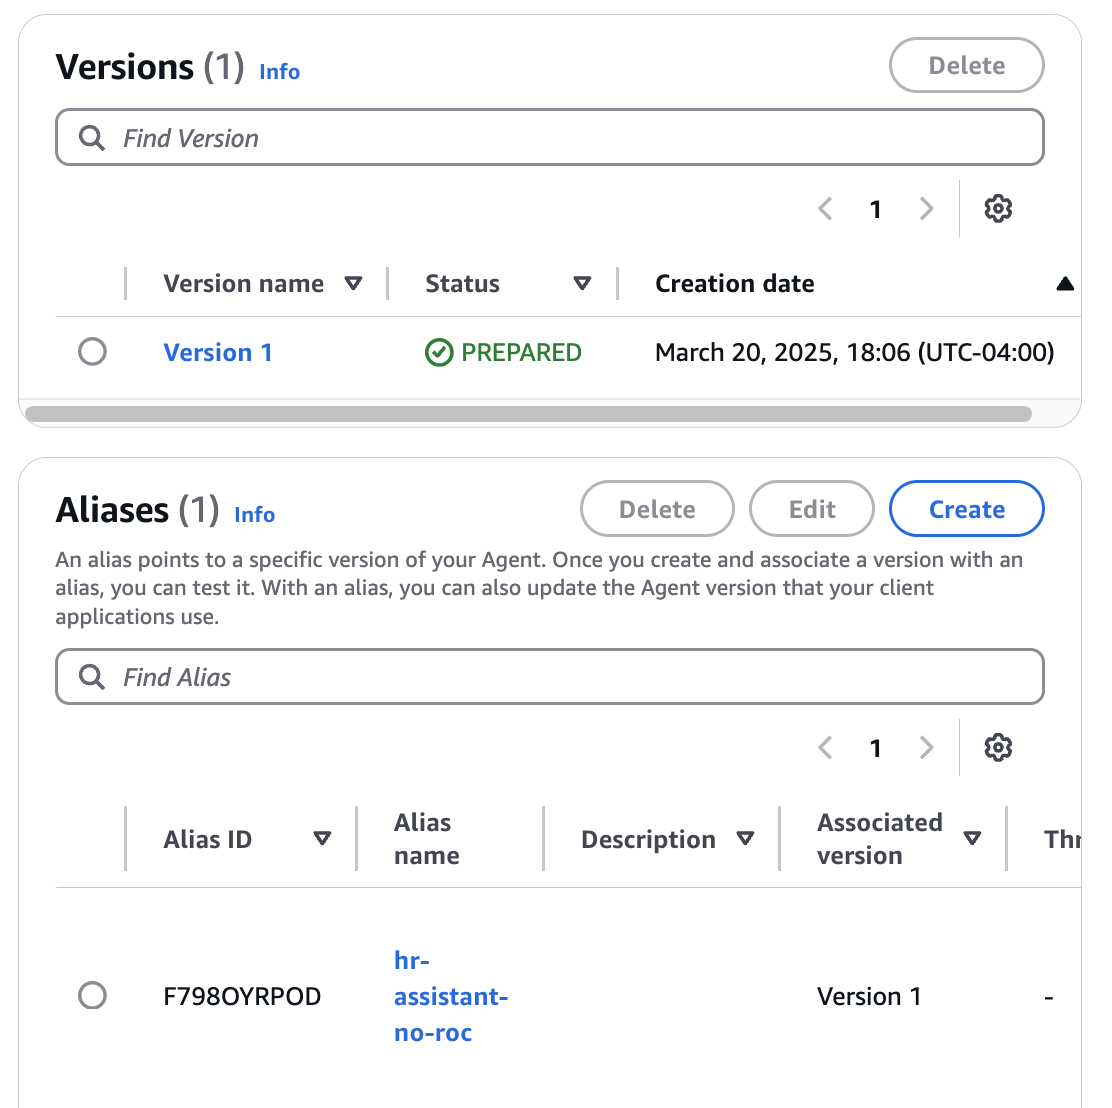 Versions (1) Info
Delete
Find Version
1
Version name
Status
Creation date
Version 1
PREPARED
March 20, 2025, 18:06 (UTC-04:00)
Aliases (1) Info
Delete
Edit
Create
An alias points to a specific version of your Agent. Once you create and associate a version with an
alias, you can test it. With an alias, you can also update the Agent version that your client
applications use.
Find Alias
1
Alias ID
Alias
name
Description
Associated
version
F798OYRPOD
hr-
assistant-
no-roc
Version 1
-